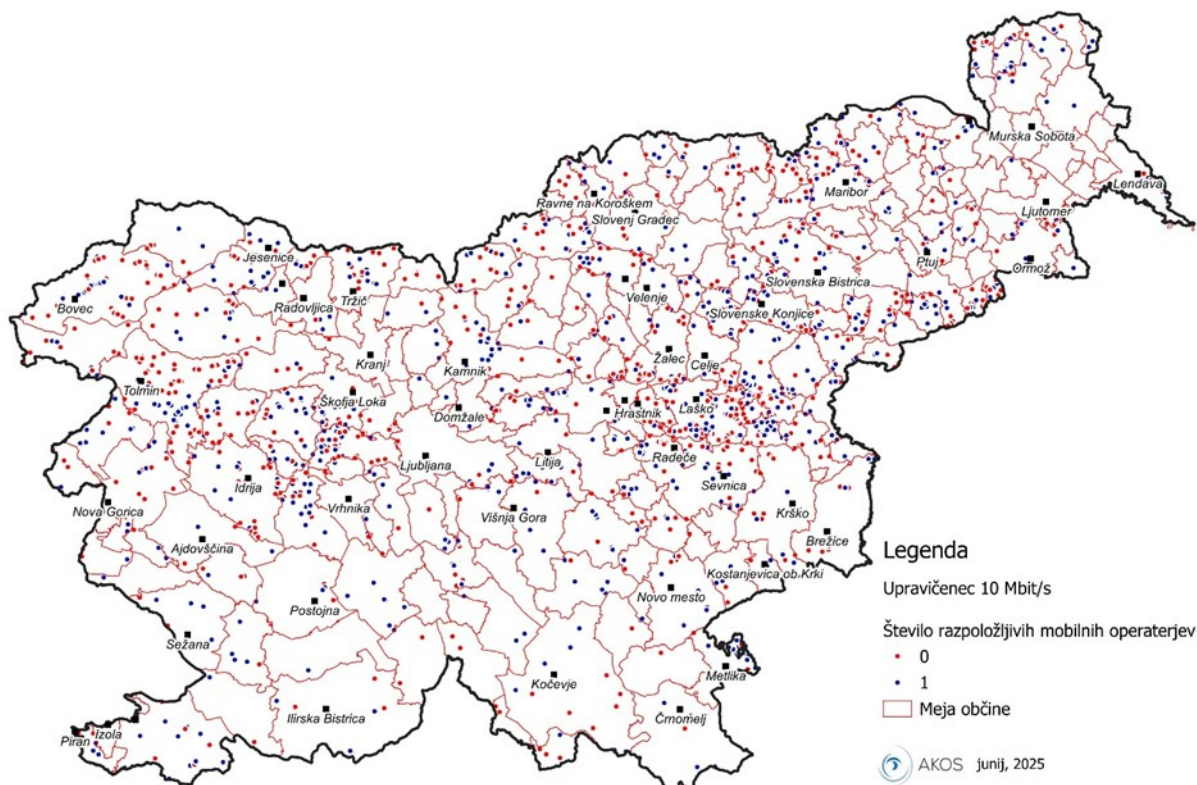 Murska Sobota
Lendava
Maribor
Ravne na Koroškem
Slovenj Gradec
Ljutomer
Jesenice
Ptuj
Ormož
Bovec
Radovljica
Tržič
Velenje
Slovenska Bistrica
Slovenske Konjice
Kranj
Kamnik
Žalec
Celje
Tolmin
Škofja Loka
Domžale
Hrastnik
Laško
Ljubljana
Litija
Radeče
Idrija
Sevnica
Nova Gorica
Vrhnika
Višnja Gora
Krško
Brežice
Ajdovščina
Kostanjevica ob Krki
Postojna
Novo mesto
Sežana
Metlika
Kočevje
Ilirska Bistrica
Črnomelj
Piran
Izola
Legenda
Upravičenec 10 Mbit/s
Število razpoložljivih mobilnih operaterjev
0
1
Meja občine
AKOS junij, 2025